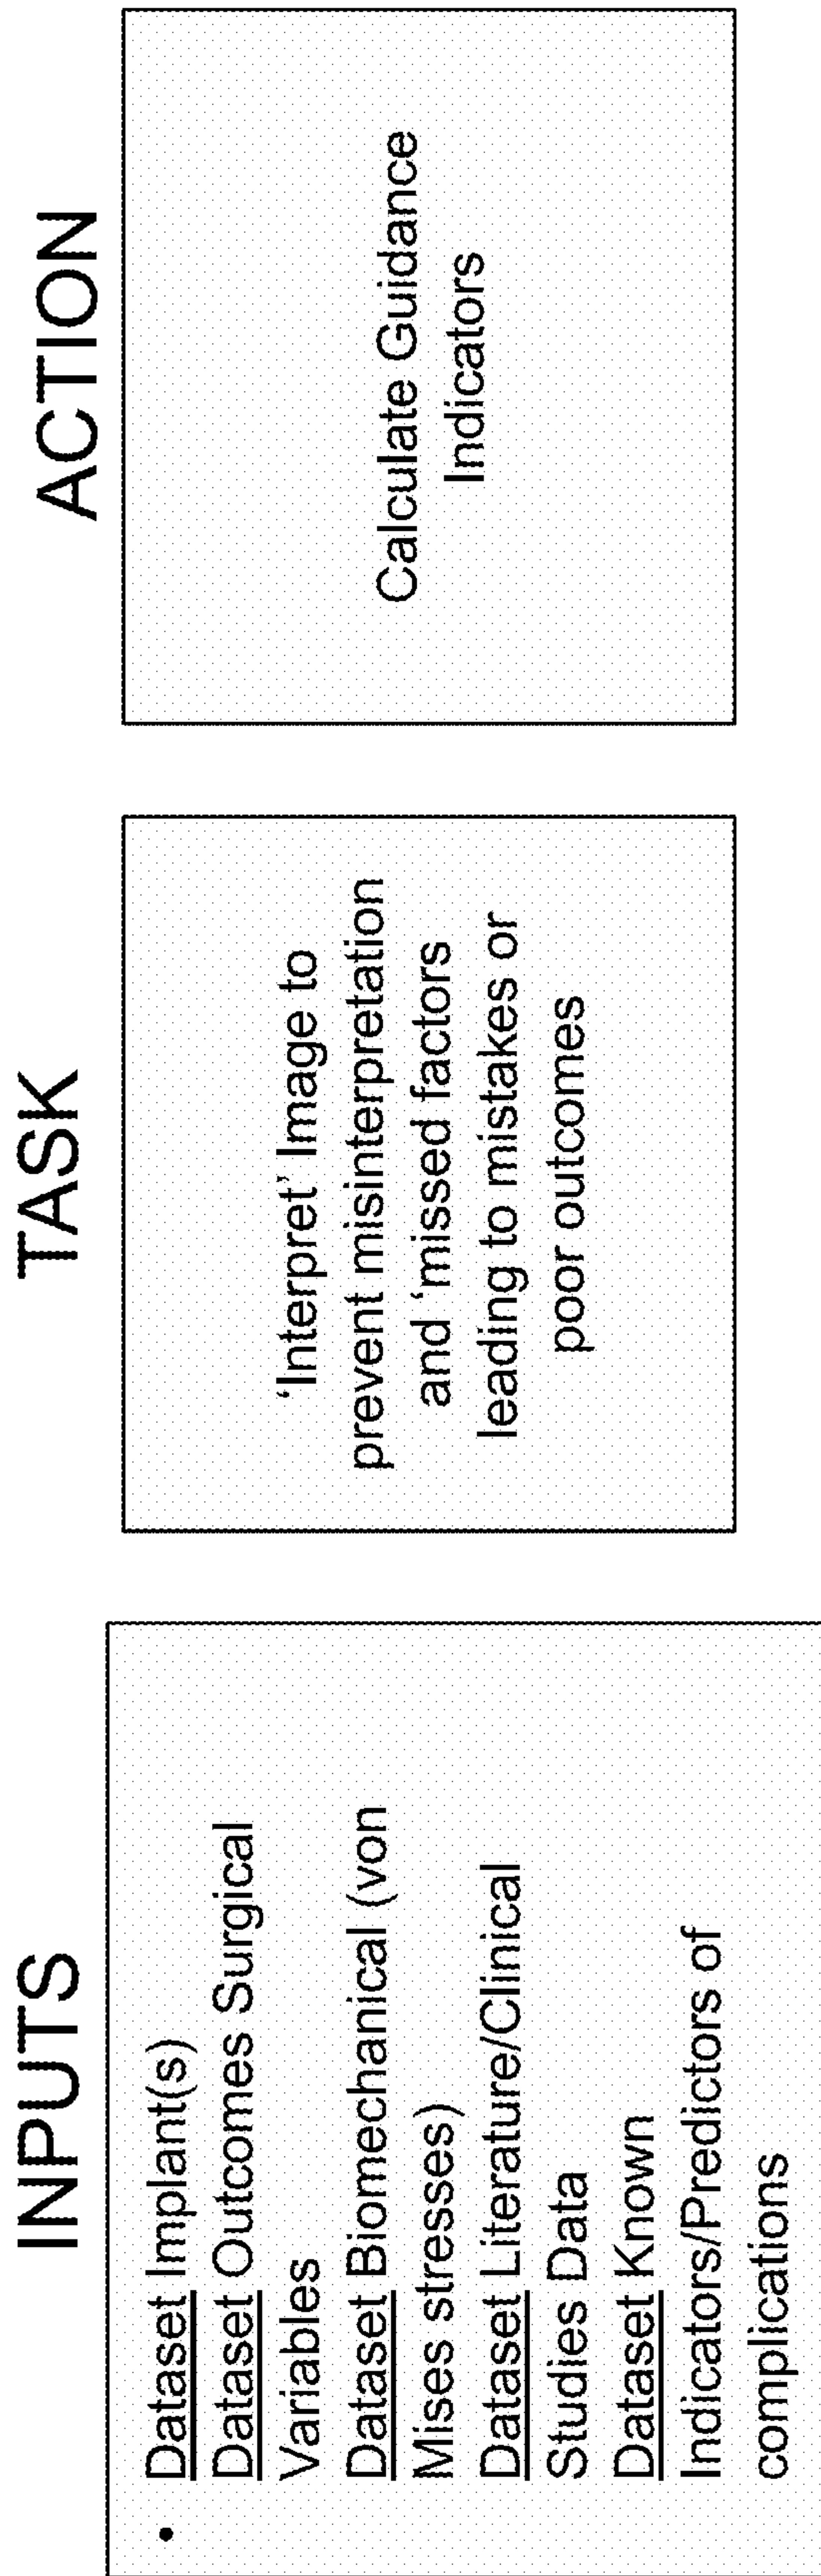 INPUTS
• Dataset Implant(s)
Dataset Outcomes Surgical
Variables
Dataset Biomechanical (von
Mises stresses)
Dataset Literature/Clinical
Studies Data
Dataset Known
Indicators/Predictors of
complications
TASK
‘Interpret’ Image to
prevent misinterpretation
and ‘missed factors
leading to mistakes or
poor outcomes
ACTION
Calculate Guidance
Indicators